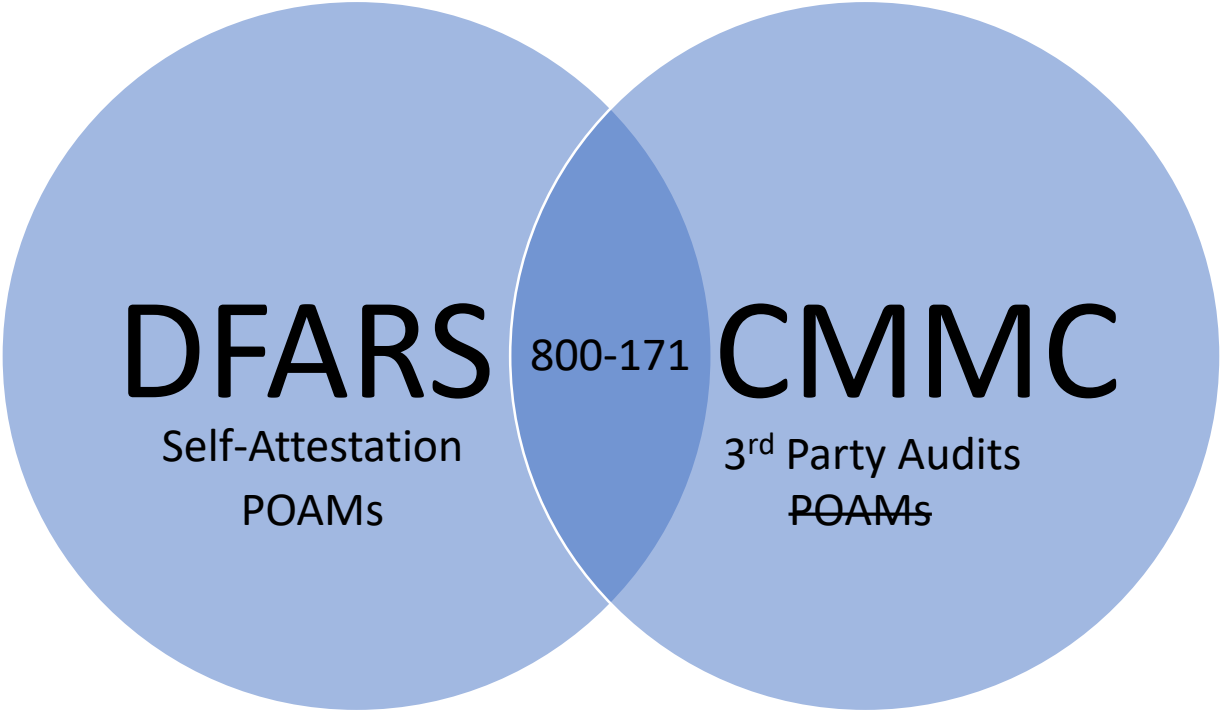 DFARS
Self-Attestation
POAMs
800-171
CMMC
3rd Party Audits
POAMs